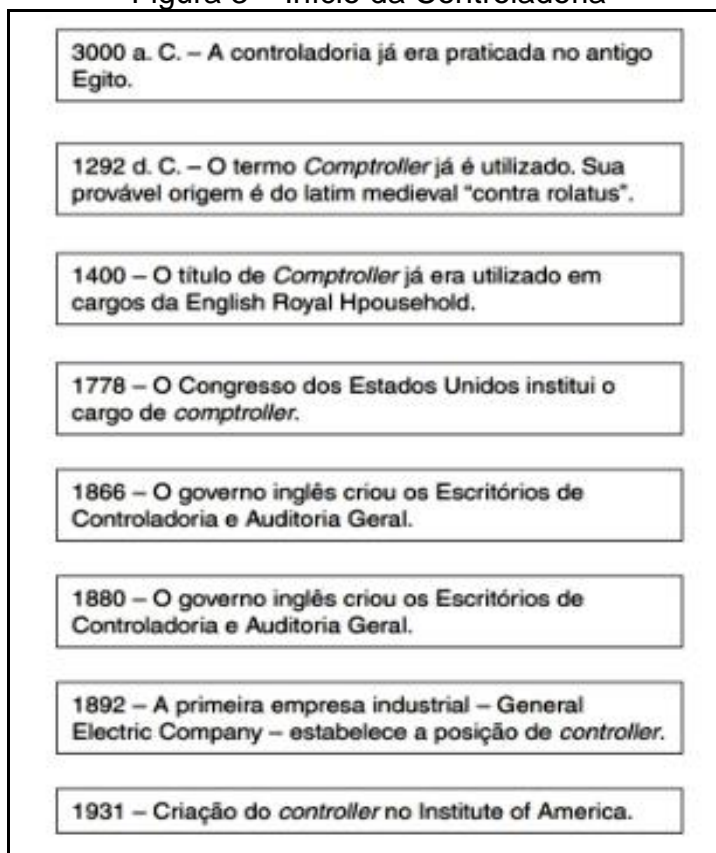 Figura 3 – Início da Controladoria
3000 a. C. – A controladoria já era praticada no antigo
Egito.
1292 d. C. – O termo Comptroller já é utilizado. Sua
provável origem é do latim medieval “contra rolatus”.
1400 – O título de Comptroller já era utilizado em
cargos da English Royal Hpousehold.
1778 – O Congresso dos Estados Unidos institui o
cargo de comptroller.
1866 – O governo inglês criou os Escritórios de
Controladoria e Auditoria Geral.
1880 – O governo inglês criou os Escritórios de
Controladoria e Auditoria Geral.
1892 – A primeira empresa industrial – General
Electric Company – estabelece a posição de controller.
1931 – Criação do controller no Institute of America.